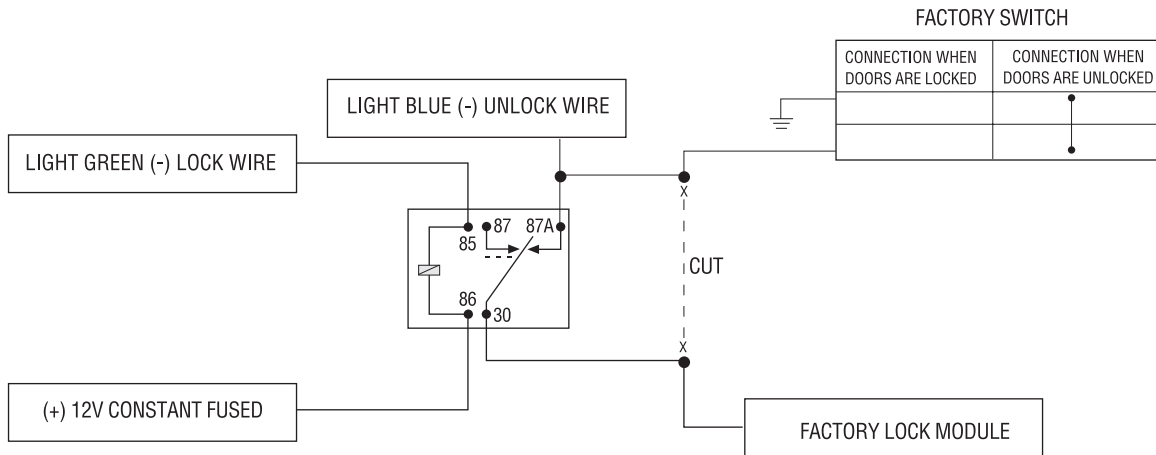 FACTORY SWITCH
CONNECTION WHEN
DOORS ARE LOCKED
CONNECTION WHEN
DOORS ARE UNLOCKED
LIGHT BLUE (-) UNLOCK WIRE
LIGHT GREEN (-) LOCK WIRE
87 87A
85
X
CUT
86
30
X
(+) 12V CONSTANT FUSED
FACTORY LOCK MODULE